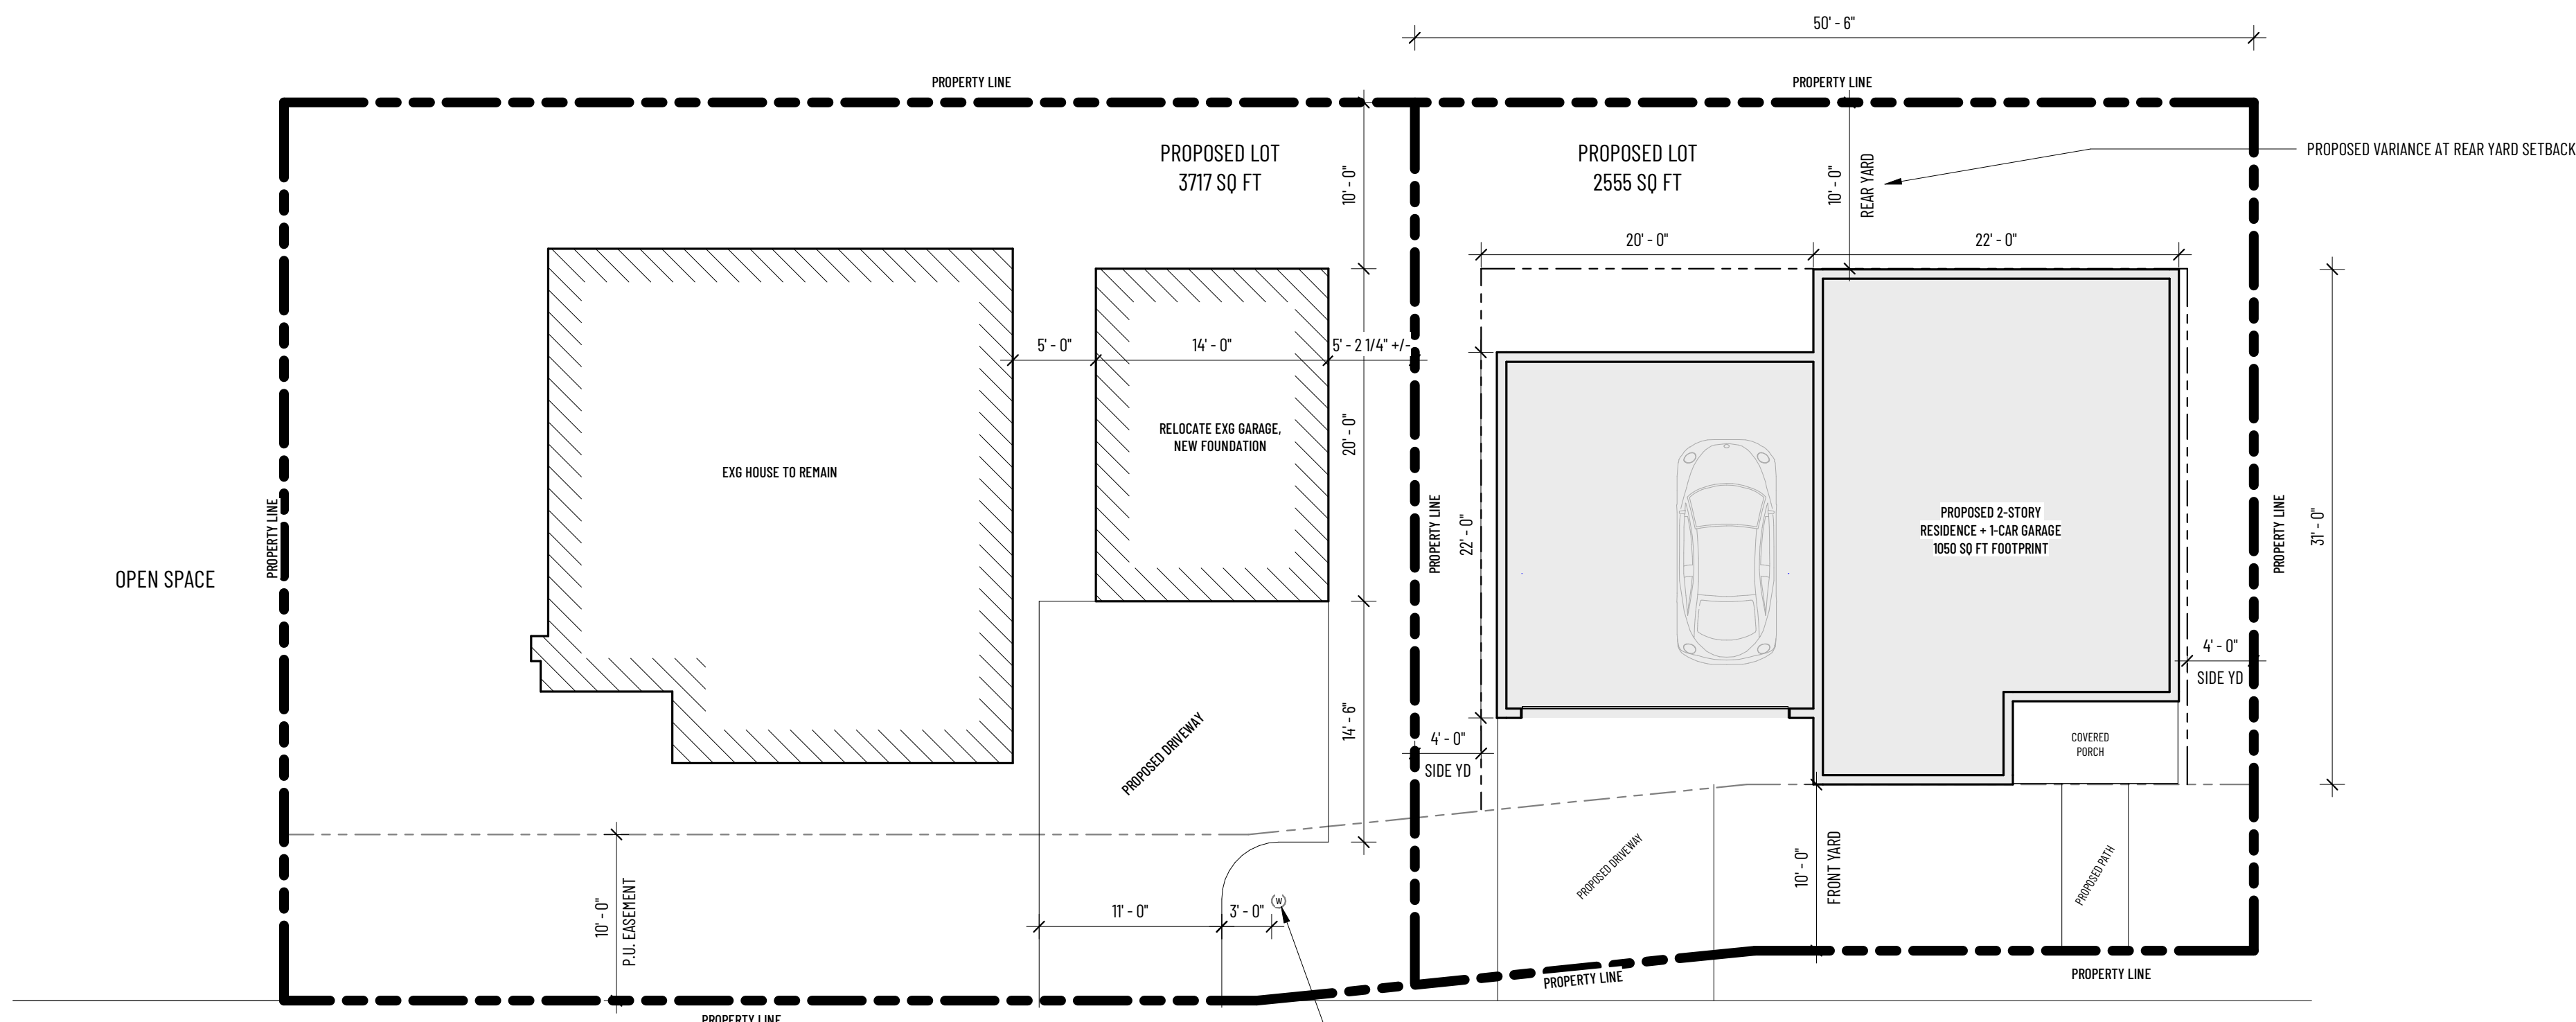 50' - 6"
PROPERTY LINE
PROPERTY LINE
PROPOSED LOT
3717 SQ FT
PROPOSED LOT
2555 SQ FT
10' - 0"
10' - 0"
REAR YARD
PROPOSED VARIANCE AT REAR YARD SETBACK
20' - 0"
22' - 0"
5' - 0"
14' - 0"
5' - 2 1/4" +/-
RELOCATE EXG GARAGE,
NEW FOUNDATION
20' - 0"
EXG HOUSE TO REMAIN
PROPERTY LINE
OPEN SPACE
PROPERTY LINE
22' - 0"
PROPOSED 2-STORY
RESIDENCE + 1-CAR GARAGE
1050 SQ FT FOOTPRINT
PROPERTY LINE
31' - 0"
4' - 0"
SIDE YD
14' - 6"
PROPOSED DRIVEWAY
4' - 0"
SIDE YD
COVERED
PORCH
10' - 0"
P.U. EASEMENT
11' - 0"
3' - 0"
W
PROPOSED DRIVEWAY
10' - 0"
FRONT YARD
PROPOSED PATH
PROPERTY LINE
PROPERTY LINE
PROPERTY LINE